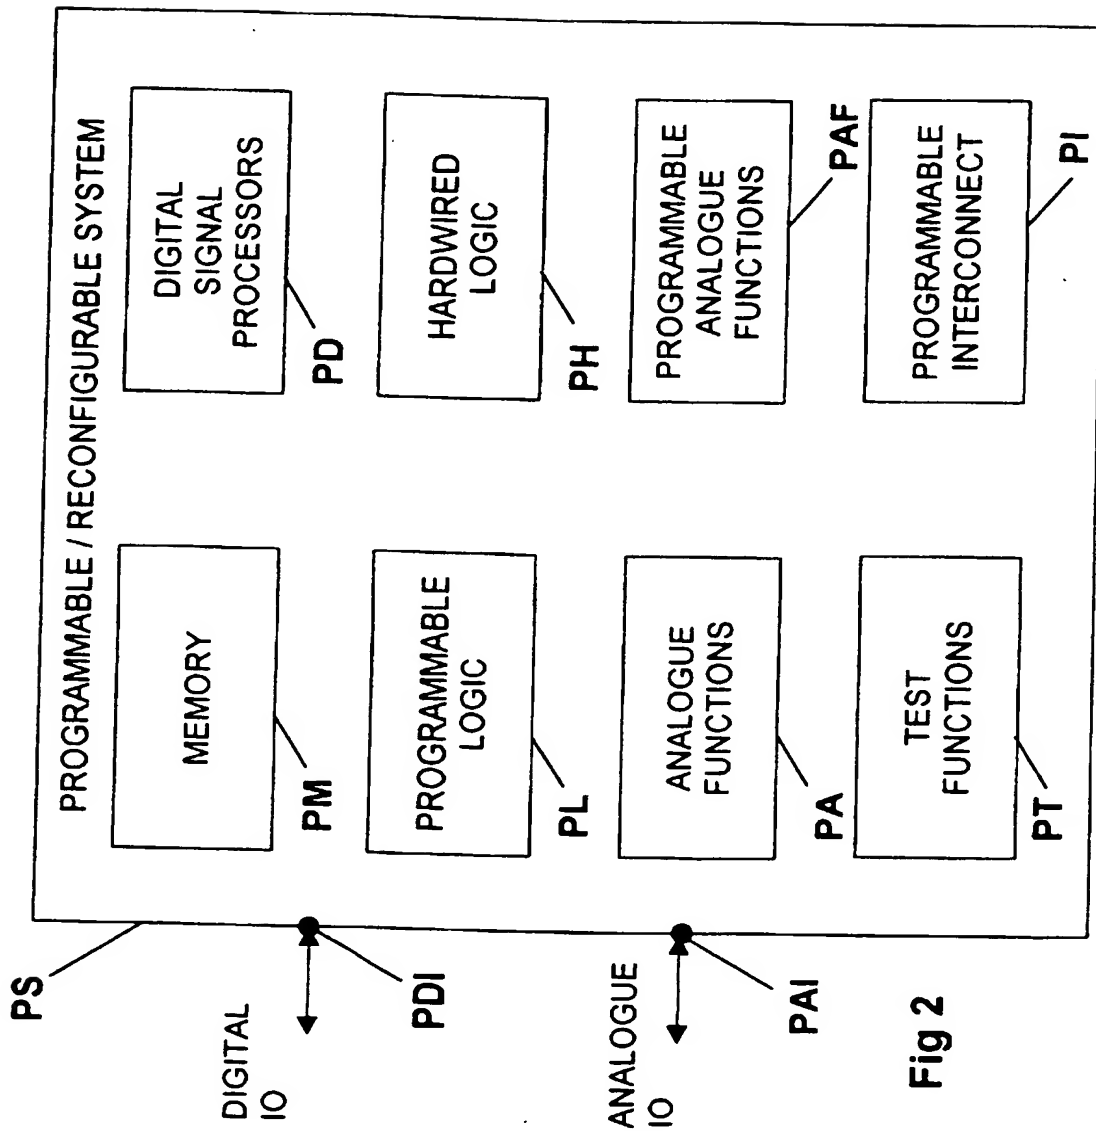 PROGRAMMABLE / RECONFIGURABLE SYSTEM
PS
DIGITAL
IO
PDI
ANALOGUE
IO
PAI
MEMORY
PM
DIGITAL
SIGNAL
PROCESSORS
PD
PROGRAMMABLE
LOGIC
PL
HARDWIRED
LOGIC
PH
ANALOGUE
FUNCTIONS
PA
PROGRAMMABLE
ANALOGUE
FUNCTIONS
PAF
TEST
FUNCTIONS
PT
PROGRAMMABLE
INTERCONNECT
PI
Fig 2